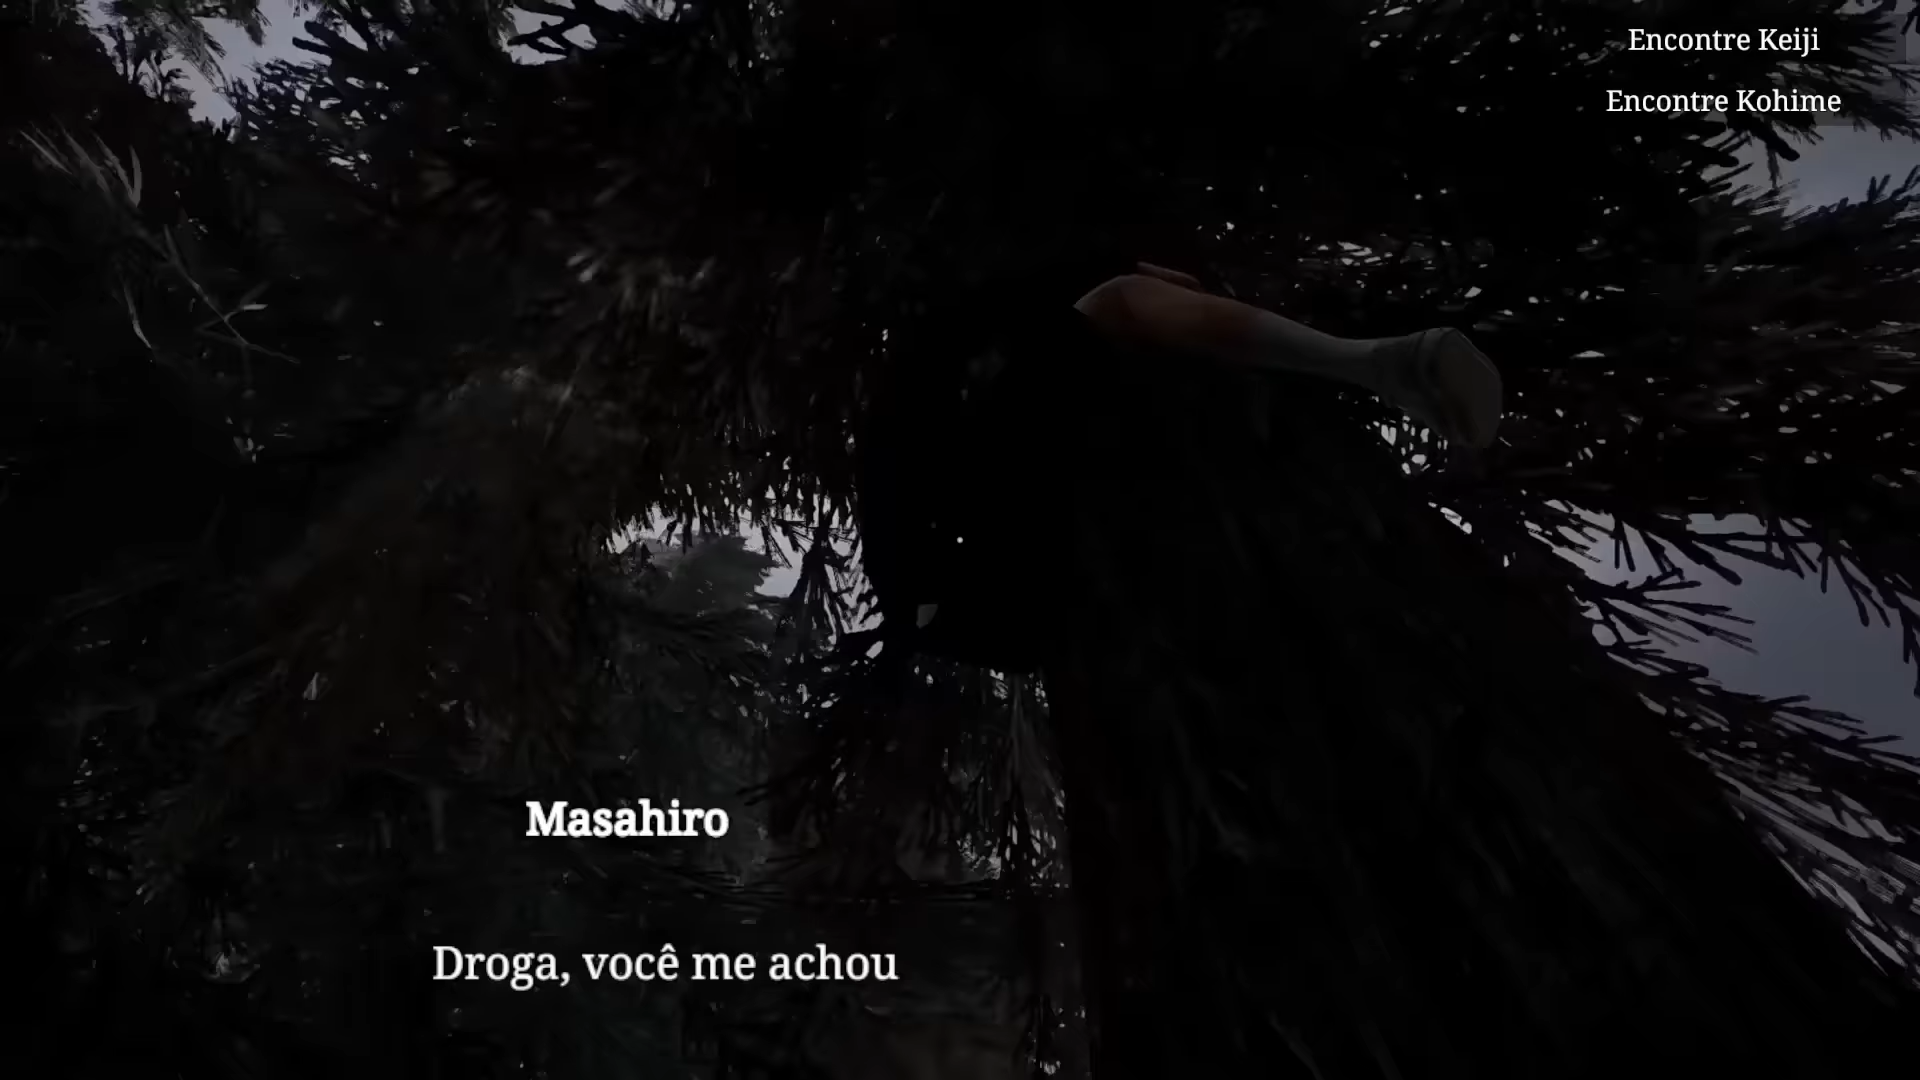 Encontre Keiji
Encontre Kohime
Masahiro
Droga, você me achou